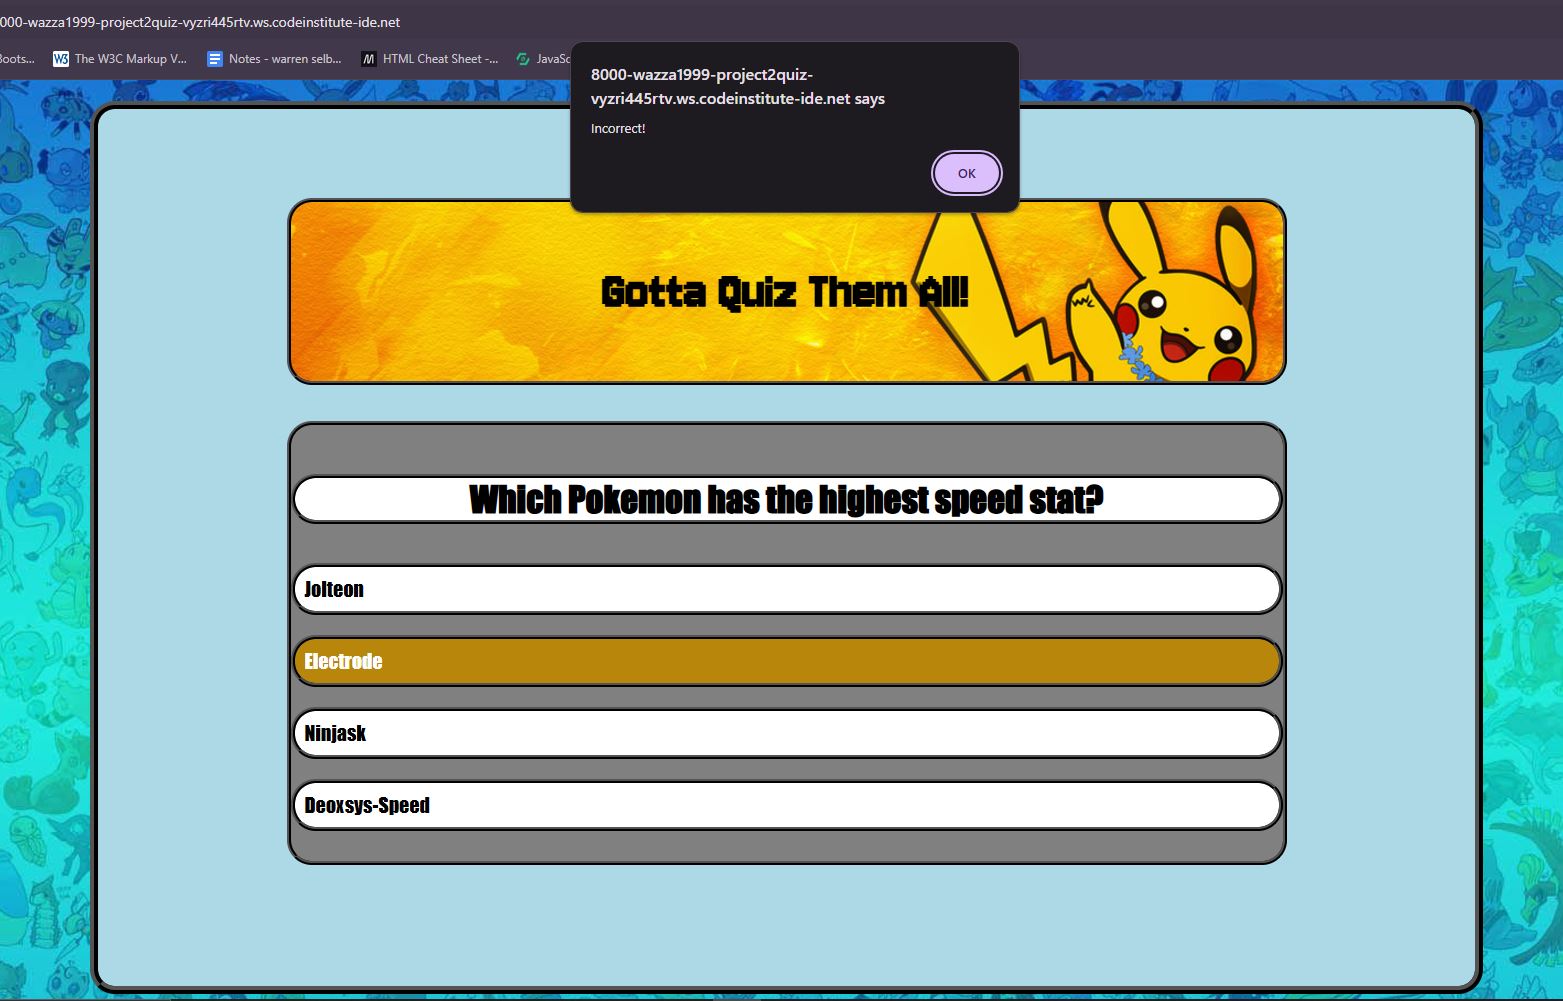 000-wazza1999-project2quiz-vyzri445rtv.ws.codeinstitute-ide.net
Boots... The W3C Markup V... Notes - warren selb... HTML Cheat Sheet -... JavaSc
8000-wazza1999-project2quiz-
vyzri445rtv.ws.codeinstitute-ide.net says
Incorrect!
OK
Gotta Quiz Them All!
Which Pokemon has the highest speed stat?
Jolteon
Electrode
Ninjask
Deoxsys-Speed